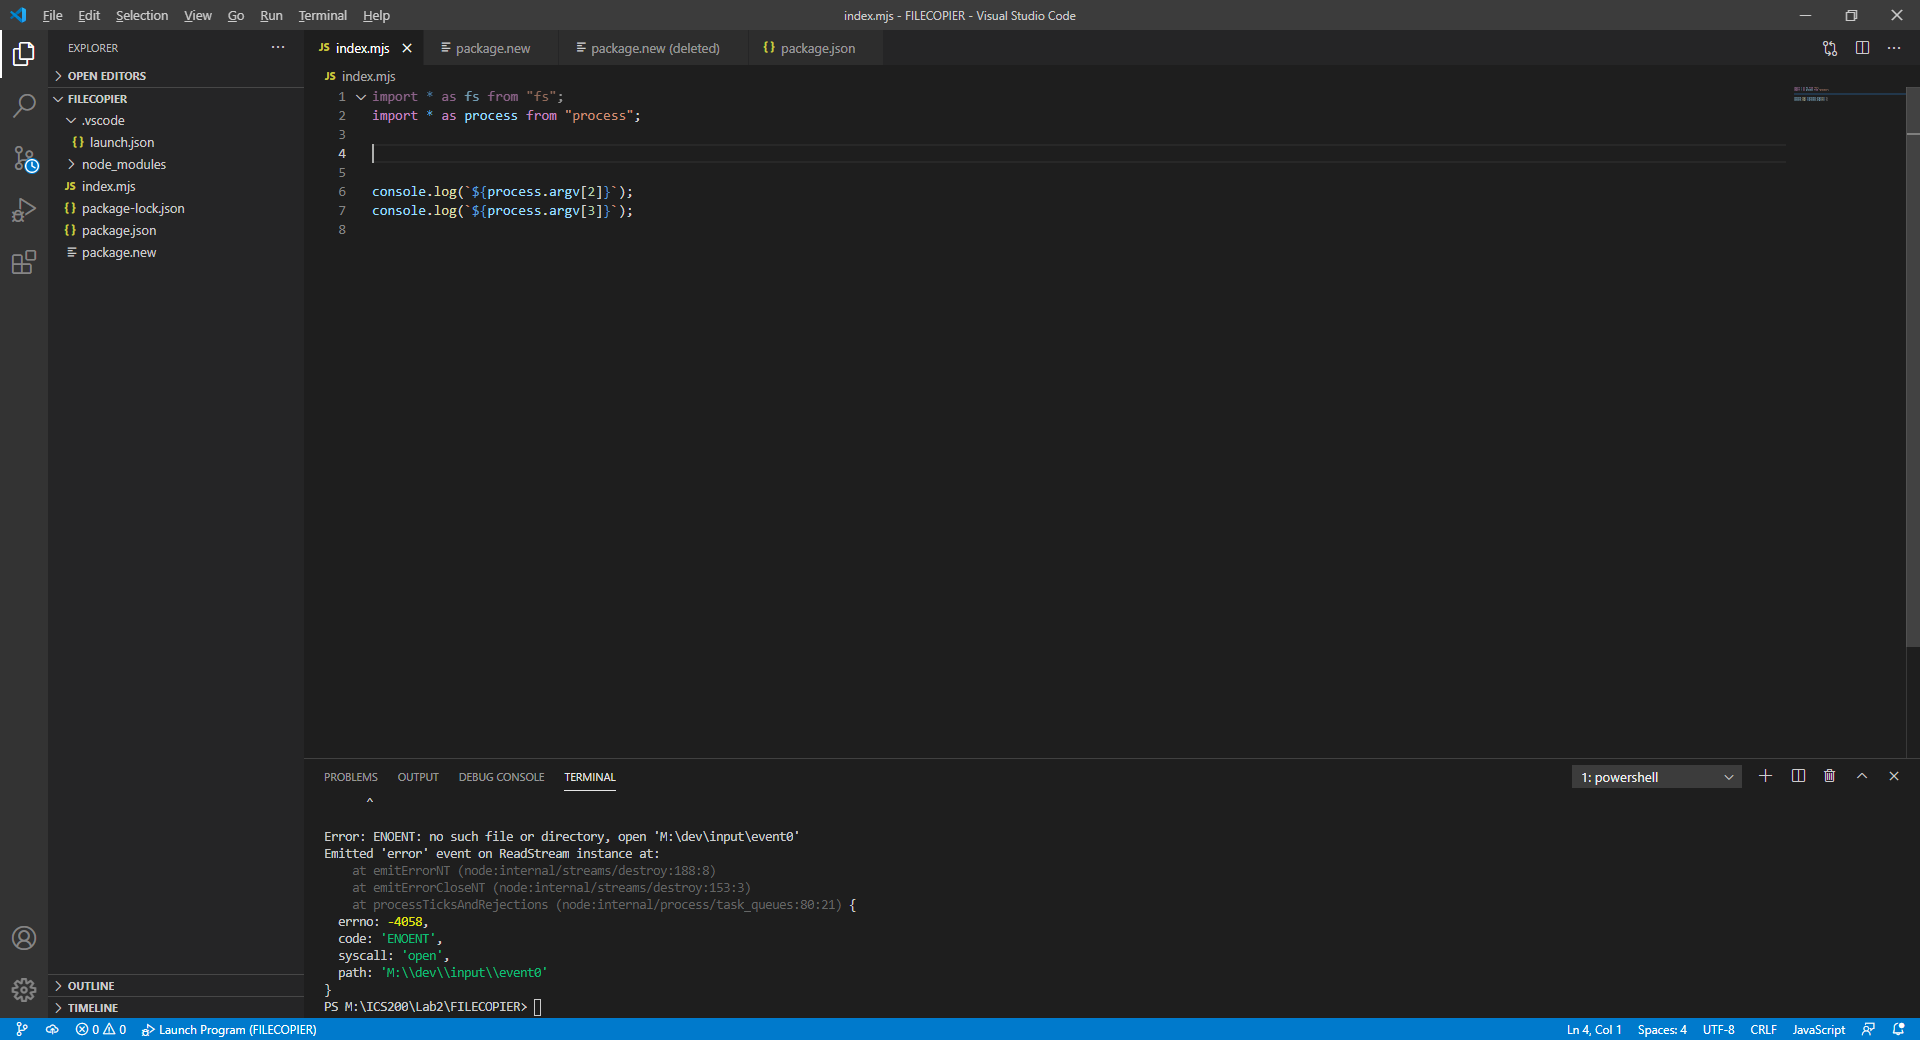 File Edit Selection View Go Run Terminal Help
index.mjs - FILECOPIER - Visual Studio Code
EXPLORER
OPEN EDITORS
FILECOPIER
.vscode
{} launch.json
node_modules
JS index.mjs
{} package-lock.json
{} package.json
package.new
OUTLINE
TIMELINE
JS index.mjs
package.new
package.new (deleted)
{} package.json
JS index.mjs
1 import * as fs from "fs";
2 import * as process from "process";
3
4
5
6 console.log(`${process.argv[2]}`);
7 console.log(`${process.argv[3]}`);
8
PROBLEMS OUTPUT DEBUG CONSOLE TERMINAL
1: powershell
^
Error: ENOENT: no such file or directory, open 'M:\dev\input\event0'
Emitted 'error' event on ReadStream instance at:
at emitErrorNT (node:internal/streams/destroy:188:8)
at emitErrorCloseNT (node:internal/streams/destroy:153:3)
at processTicksAndRejections (node:internal/process/task_queues:80:21) {
errno: -4058,
code: 'ENOENT',
syscall: 'open',
path: 'M:\\dev\\input\\event0'
}
PS M:\ICS200\Lab2\FILECOPIER>
0 0 Launch Program (FILECOPIER)
Ln 4, Col 1 Spaces: 4 UTF-8 CRLF JavaScript